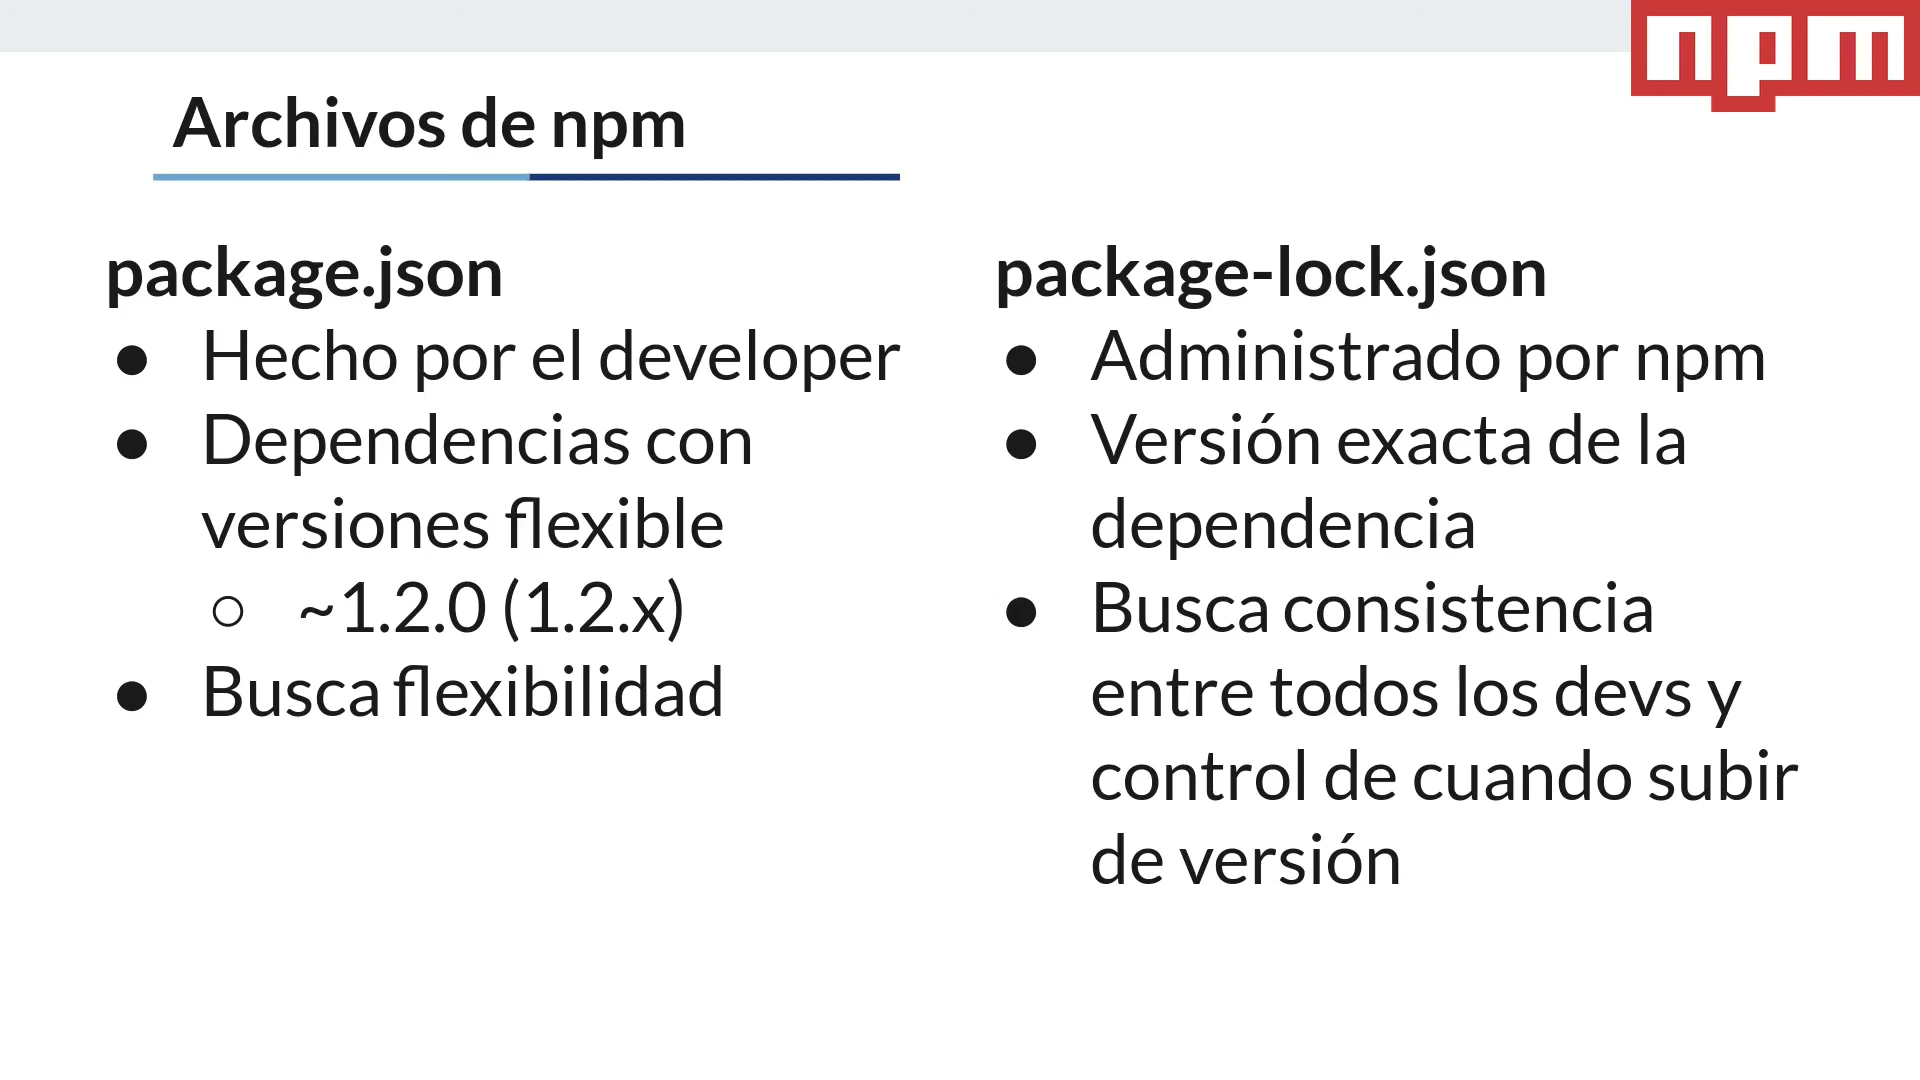 npm
Archivos de npm
package.json
● Hecho por el developer
● Dependencias con
versiones flexible
○ ~1.2.0 (1.2.x)
● Busca flexibilidad
package-lock.json
● Administrado por npm
● Versión exacta de la
dependencia
● Busca consistencia
entre todos los devs y
control de cuando subir
de versión